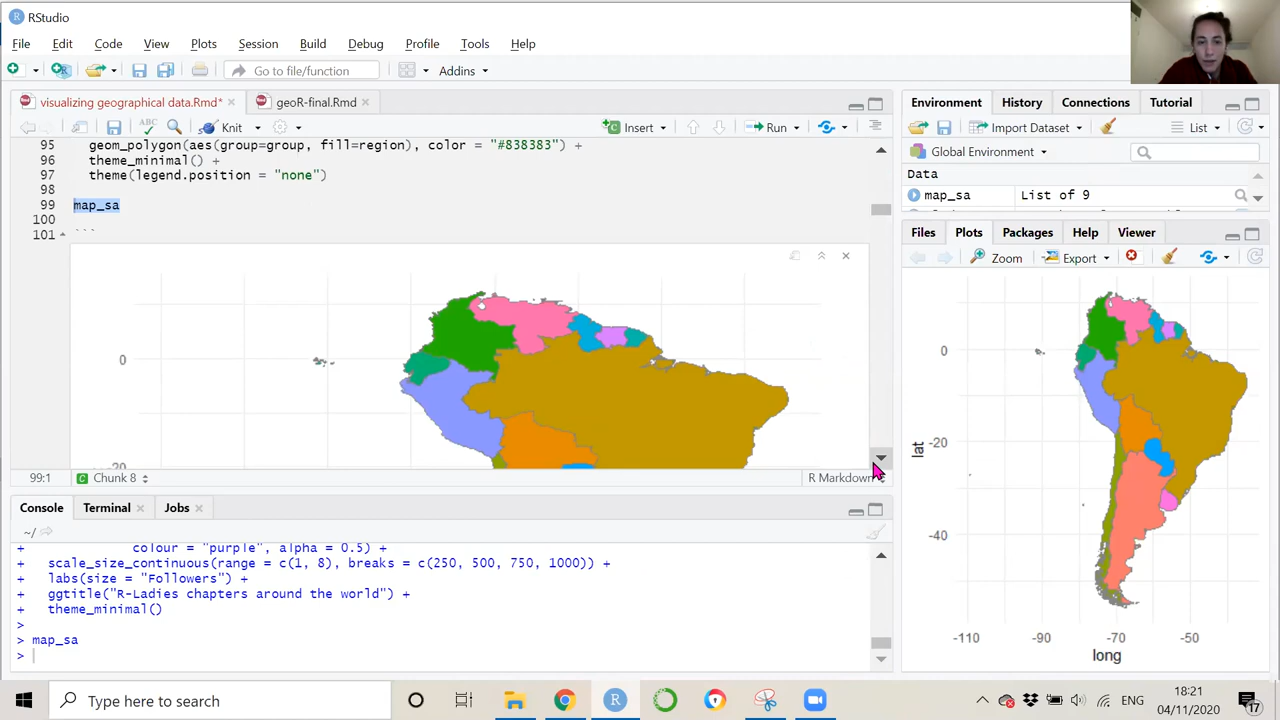 RStudio
File Edit Code View Plots Session Build Debug Profile Tools Help
Go to file/function Addins
visualizing geographical data.Rmd* geoR-final.Rmd
ABC Knit Insert Run
95 geom_polygon(aes(group=group, fill=region), color = "#838383") +
96 theme_minimal() +
97 theme(legend.position = "none")
98
99 map_sa
100
101 ```
0
-20
99:1 Chunk 8 R Markdown
Console Terminal Jobs
~/
+ colour = "purple", alpha = 0.5) +
+ scale_size_continuous(range = c(1, 8), breaks = c(250, 500, 750, 1000)) +
+ labs(size = "Followers") +
+ ggtitle("R-Ladies chapters around the world") +
+ theme_minimal()
>
> map_sa
>
Environment History Connections Tutorial
Import Dataset List
Global Environment
Data
map_sa List of 9
Files Plots Packages Help Viewer
Zoom Export
0
-20
-40
lat
-110 -90 -70 -50
long
Type here to search
ENG
18:21
04/11/2020
17